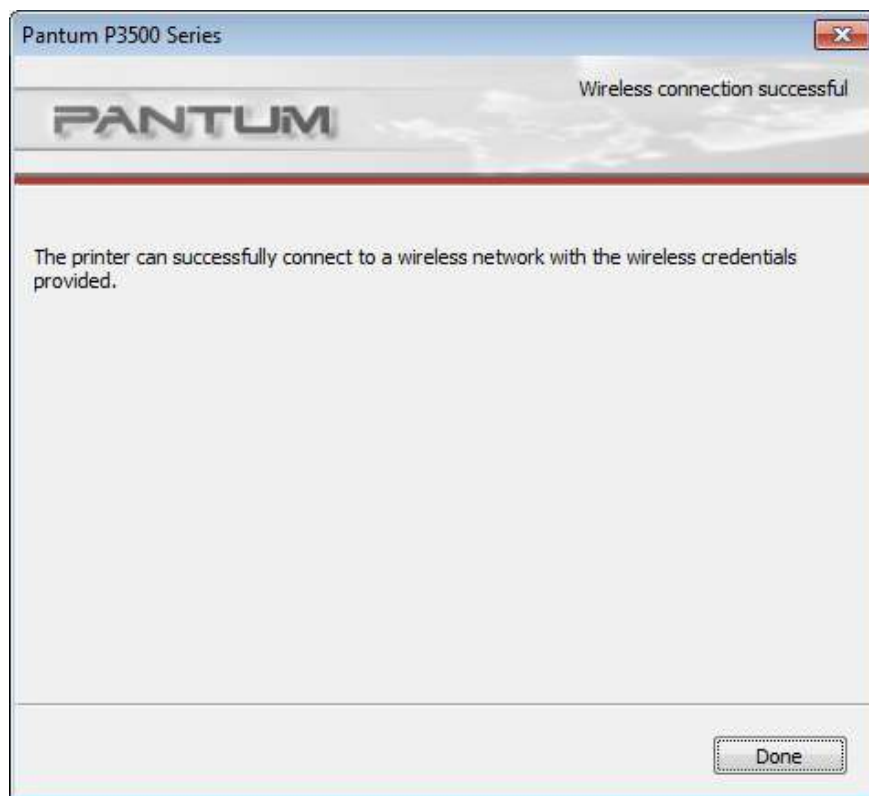 Pantum P3500 Series
Wireless connection successful
PANTUM
The printer can successfully connect to a wireless network with the wireless credentials
provided.
Done